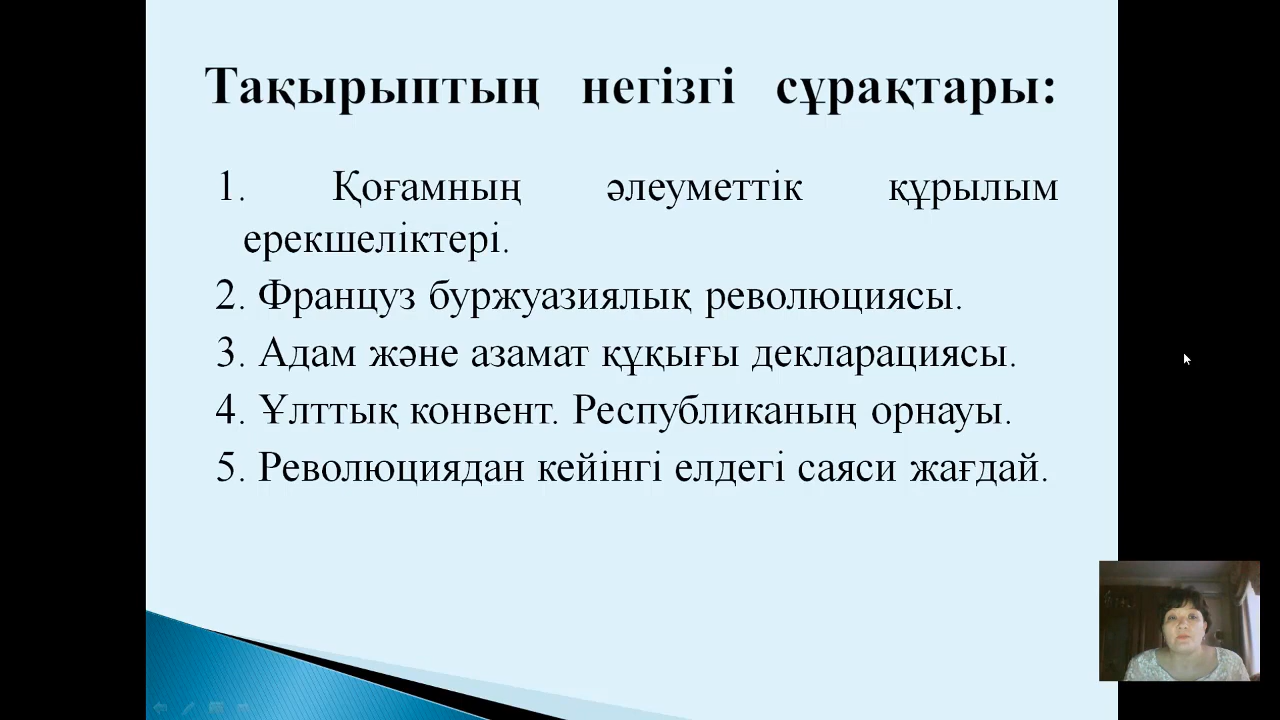 Тақырыптың негізгі сұрақтары:
1. Қоғамның әлеуметтік құрылым
ерекшеліктері.
2. Француз буржуазиялық революциясы.
3. Адам және азамат құқығы декларациясы.
4. Ұлттық конвент. Республиканың орнауы.
5. Революциядан кейінгі елдегі саяси жағдай.